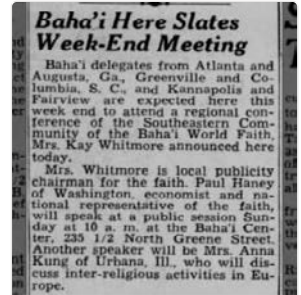 Baha'i Here Slates
Week-End Meeting
Baha'i delegates from Atlanta and
Augusta, Ga., Greenville and Co-
lumbia, S. C., and Kannapolis and
Fairview are expected here this
week end to attend a regional con-
ference of the Southeastern Com-
munity of the Baha'i World Faith,
Mrs. Kay Whitmore announced here
today.
Mrs. Whitmore is local publicity
chairman for the faith. Paul Haney
of Washington, economist and na-
tional representative of the faith,
will speak at a public session Sun-
day at 10 a. m. at the Baha'i Cen-
ter, 235 1/2 North Greene Street.
Another speaker will be Mrs. Anna
Kung of Urbana, Ill., who will dis-
cuss inter-religious activities in Eu-
rope.